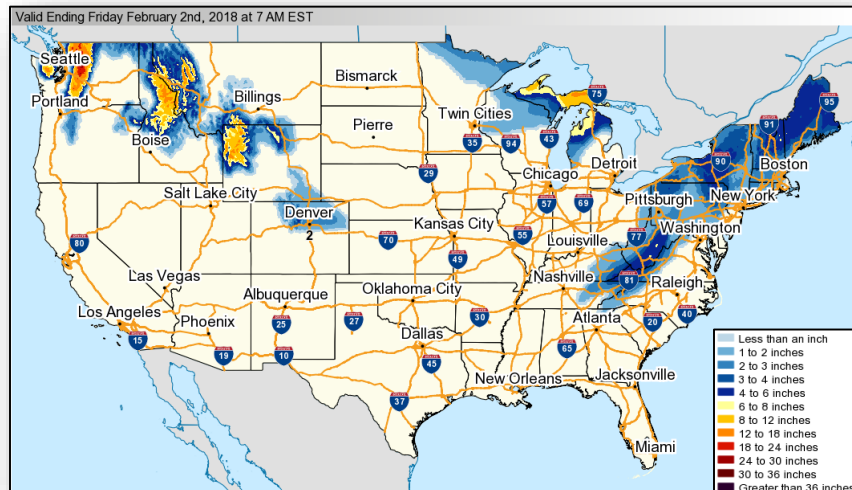 Valid Ending Friday February 2nd, 2018 at 7 AM EST
Seattle
Portland
Boise
Billings
Bismarck
Pierre
Twin Cities
75
95
91
35
94
43
90
Boston
Detroit
Chicago
29
Salt Lake City
Denver
2
80
70
Kansas City
49
57
69
55
Pittsburgh
New York
Washington
77
Louisville
81
Nashville
Raleigh
Las Vegas
Los Angeles
Phoenix
Albuquerque
Oklahoma City
15
19
25
10
27
30
Dallas
45
37
Atlanta
20
40
65
New Orleans
Jacksonville
Miami
Less than an inch
1 to 2 inches
2 to 3 inches
3 to 4 inches
4 to 6 inches
6 to 8 inches
8 to 12 inches
12 to 18 inches
18 to 24 inches
24 to 30 inches
30 to 36 inches
Greater than 36 inches